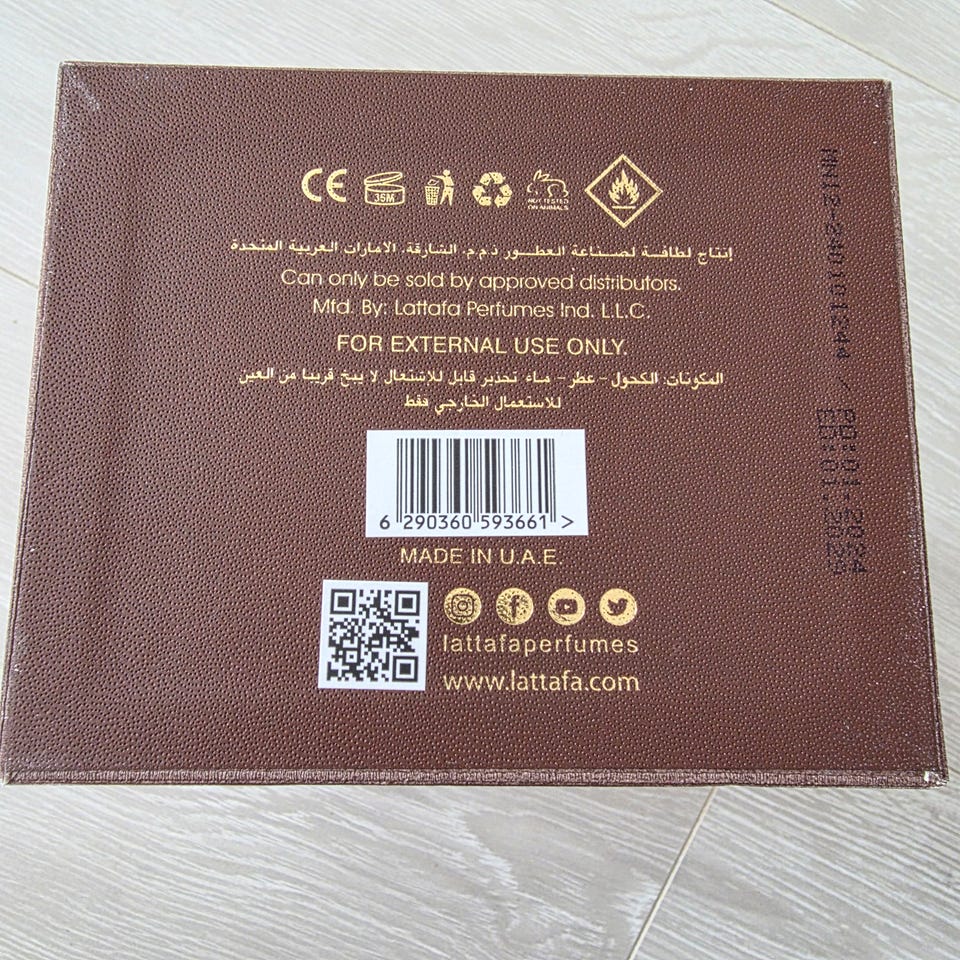 CE
36M
NOT TESTED
ON ANIMALS
إنتاج لطافة لصناعة العطور ذ.م.م. الشارقة، الامارات العربية المتحدة
Can only be sold by approved distributors.
Mfd. By: Lattafa Perfumes Ind. L.L.C.
FOR EXTERNAL USE ONLY.
المكونات: الكحول - عطر - ماء تحذير قابل للاشتعال لا يبخ قريبا من العين
للاستعمال الخارجي فقط
6 290360 593661 >
MADE IN U.A.E.
lattafaperfumes
www.lattafa.com